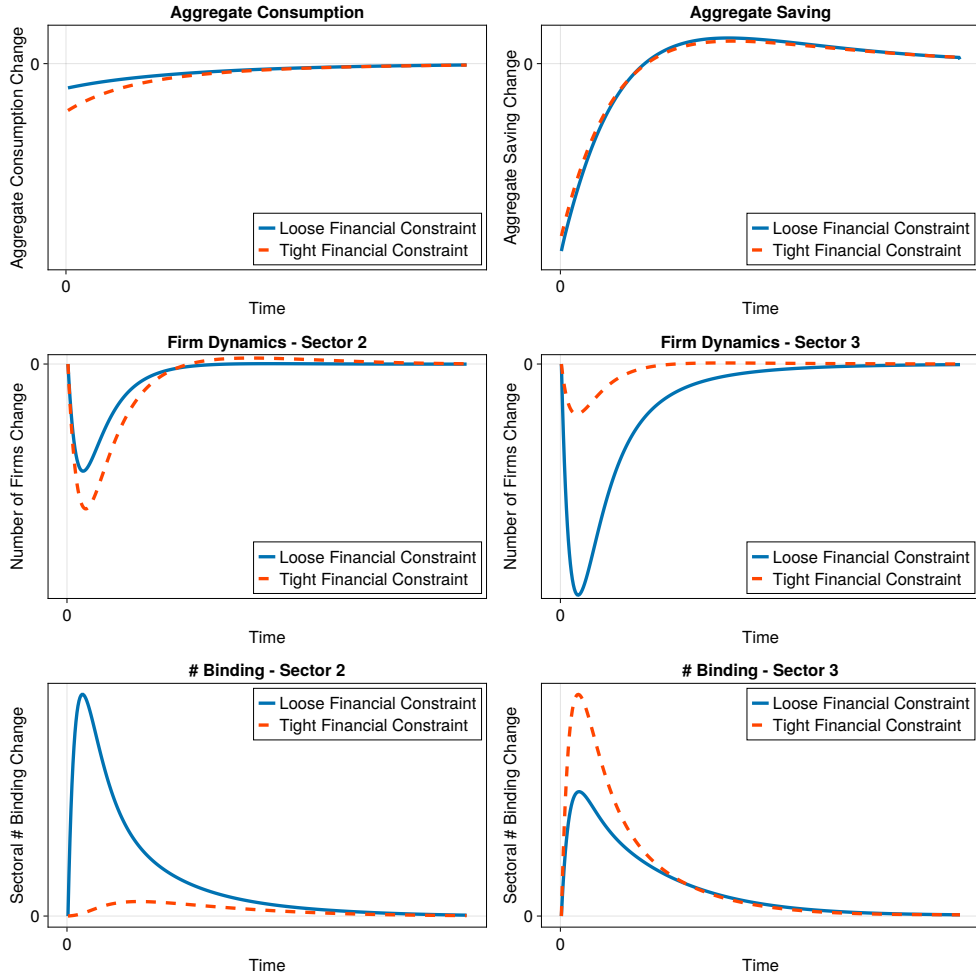 Aggregate Consumption
Aggregate Consumption Change
0
Loose Financial Constraint
Tight Financial Constraint
0
Time
Aggregate Saving
Aggregate Saving Change
0
Loose Financial Constraint
Tight Financial Constraint
0
Time
Firm Dynamics - Sector 2
Number of Firms Change
0
Loose Financial Constraint
Tight Financial Constraint
0
Time
Firm Dynamics - Sector 3
Number of Firms Change
0
Loose Financial Constraint
Tight Financial Constraint
0
Time
# Binding - Sector 2
Sectoral # Binding Change
Loose Financial Constraint
Tight Financial Constraint
0
0
Time
# Binding - Sector 3
Sectoral # Binding Change
Loose Financial Constraint
Tight Financial Constraint
0
0
Time